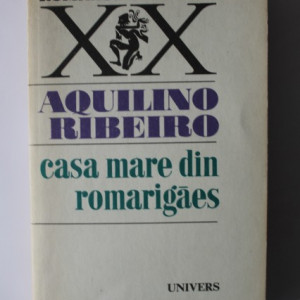 XX
AQUILINO
RIBEIRO
casa mare din
romarigães
UNIVERS